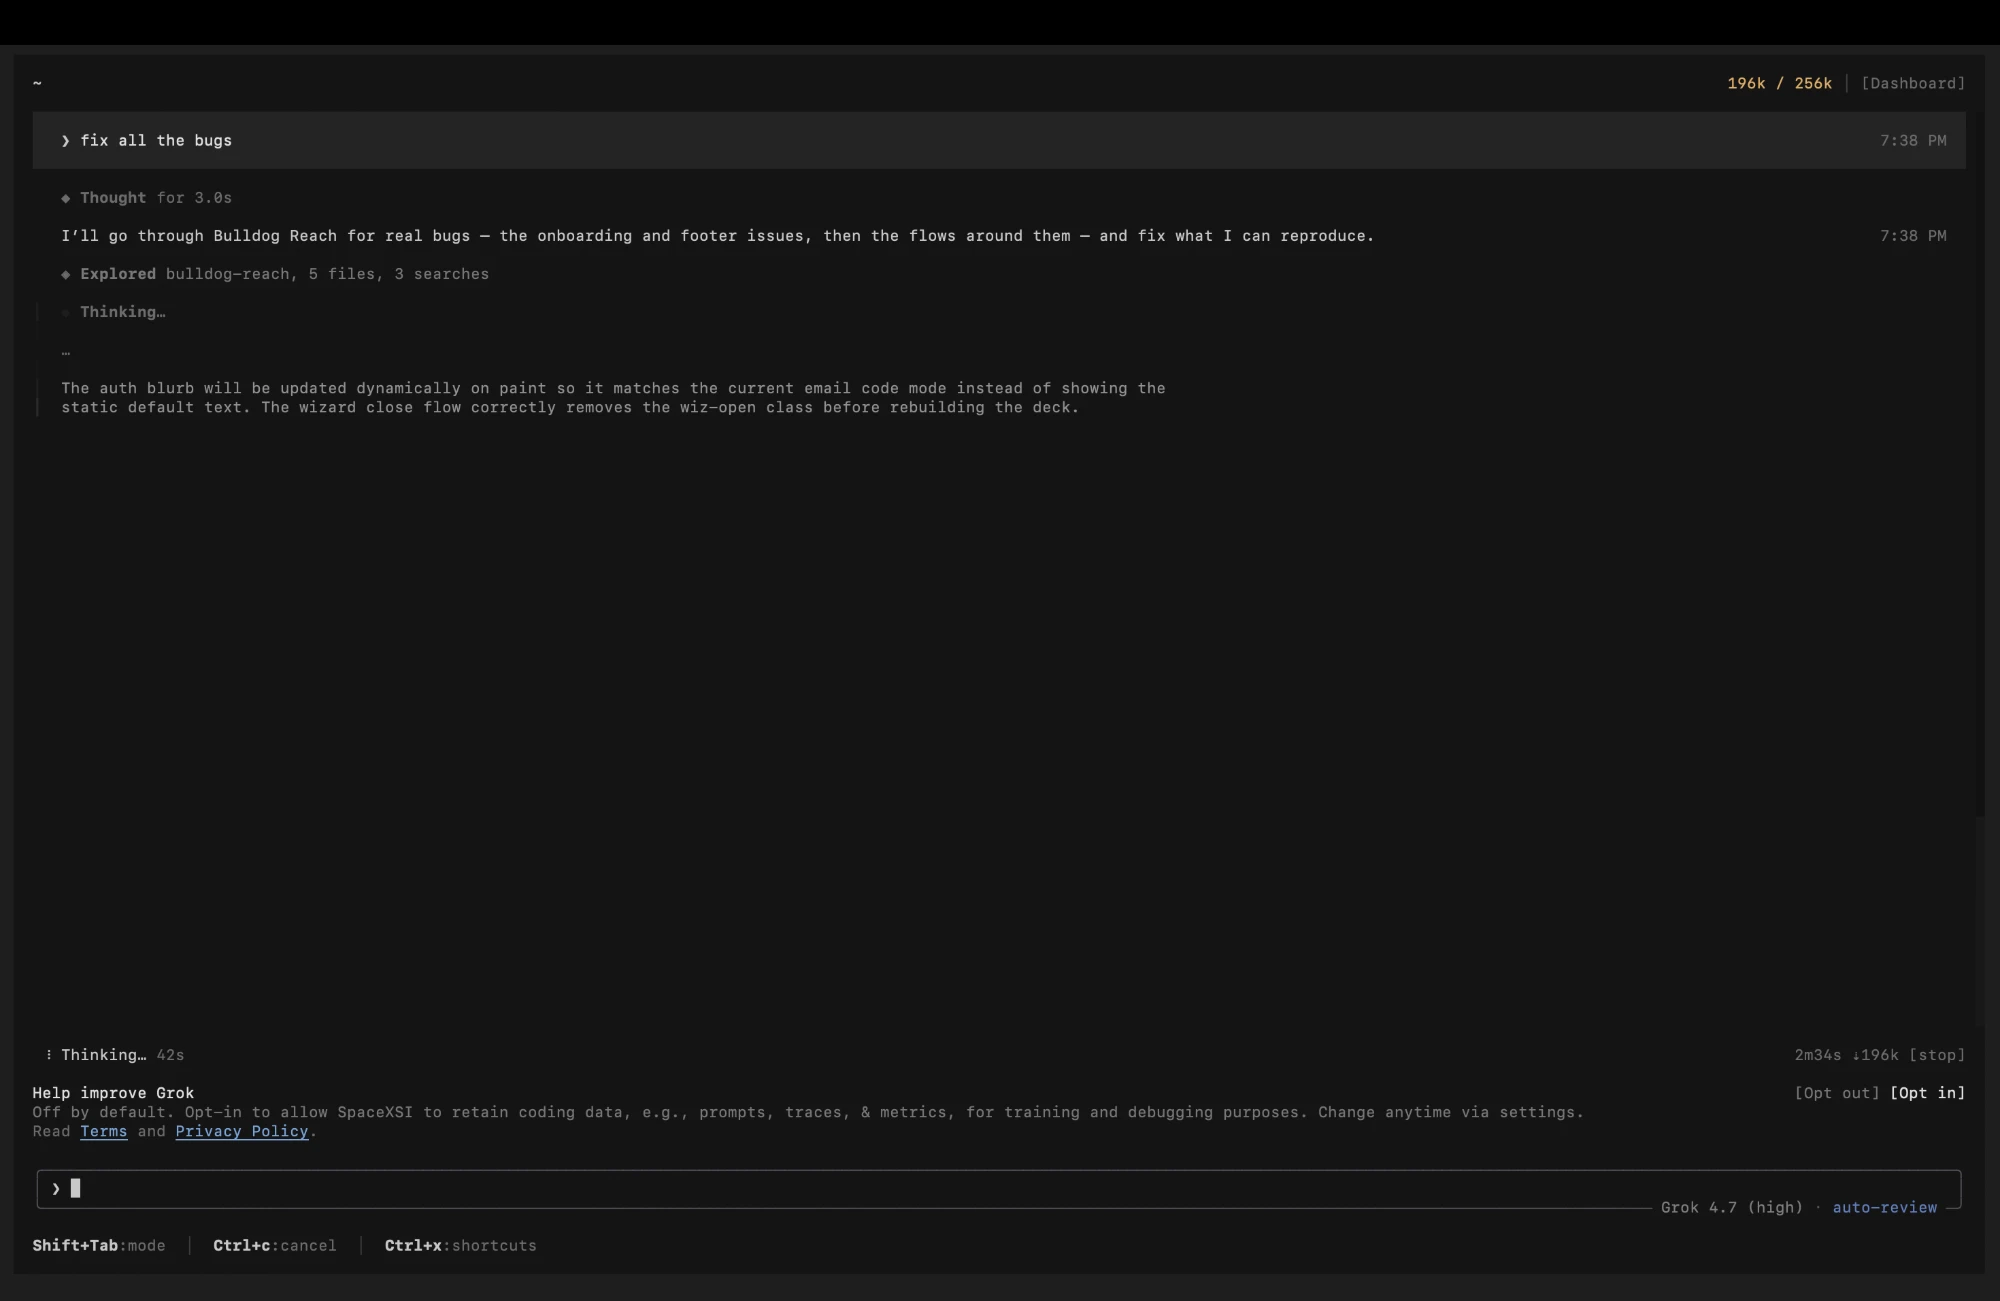 ~ 196k / 256k │ [Dashboard]
❯ fix all the bugs 7:38 PM
◆ Thought for 3.0s
I’ll go through Bulldog Reach for real bugs — the onboarding and footer issues, then the flows around them — and fix what I can reproduce. 7:38 PM
◆ Explored bulldog-reach, 5 files, 3 searches
Thinking…
…
The auth blurb will be updated dynamically on paint so it matches the current email code mode instead of showing the
static default text. The wizard close flow correctly removes the wiz-open class before rebuilding the deck.
⋮ Thinking… 42s 2m34s ↓196k [stop]
Help improve Grok [Opt out] [Opt in]
Off by default. Opt-in to allow SpaceXSI to retain coding data, e.g., prompts, traces, & metrics, for training and debugging purposes. Change anytime via settings.
Read Terms and Privacy Policy.
❯
Grok 4.7 (high) · auto-review
Shift+Tab:mode │ Ctrl+c:cancel │ Ctrl+x:shortcuts